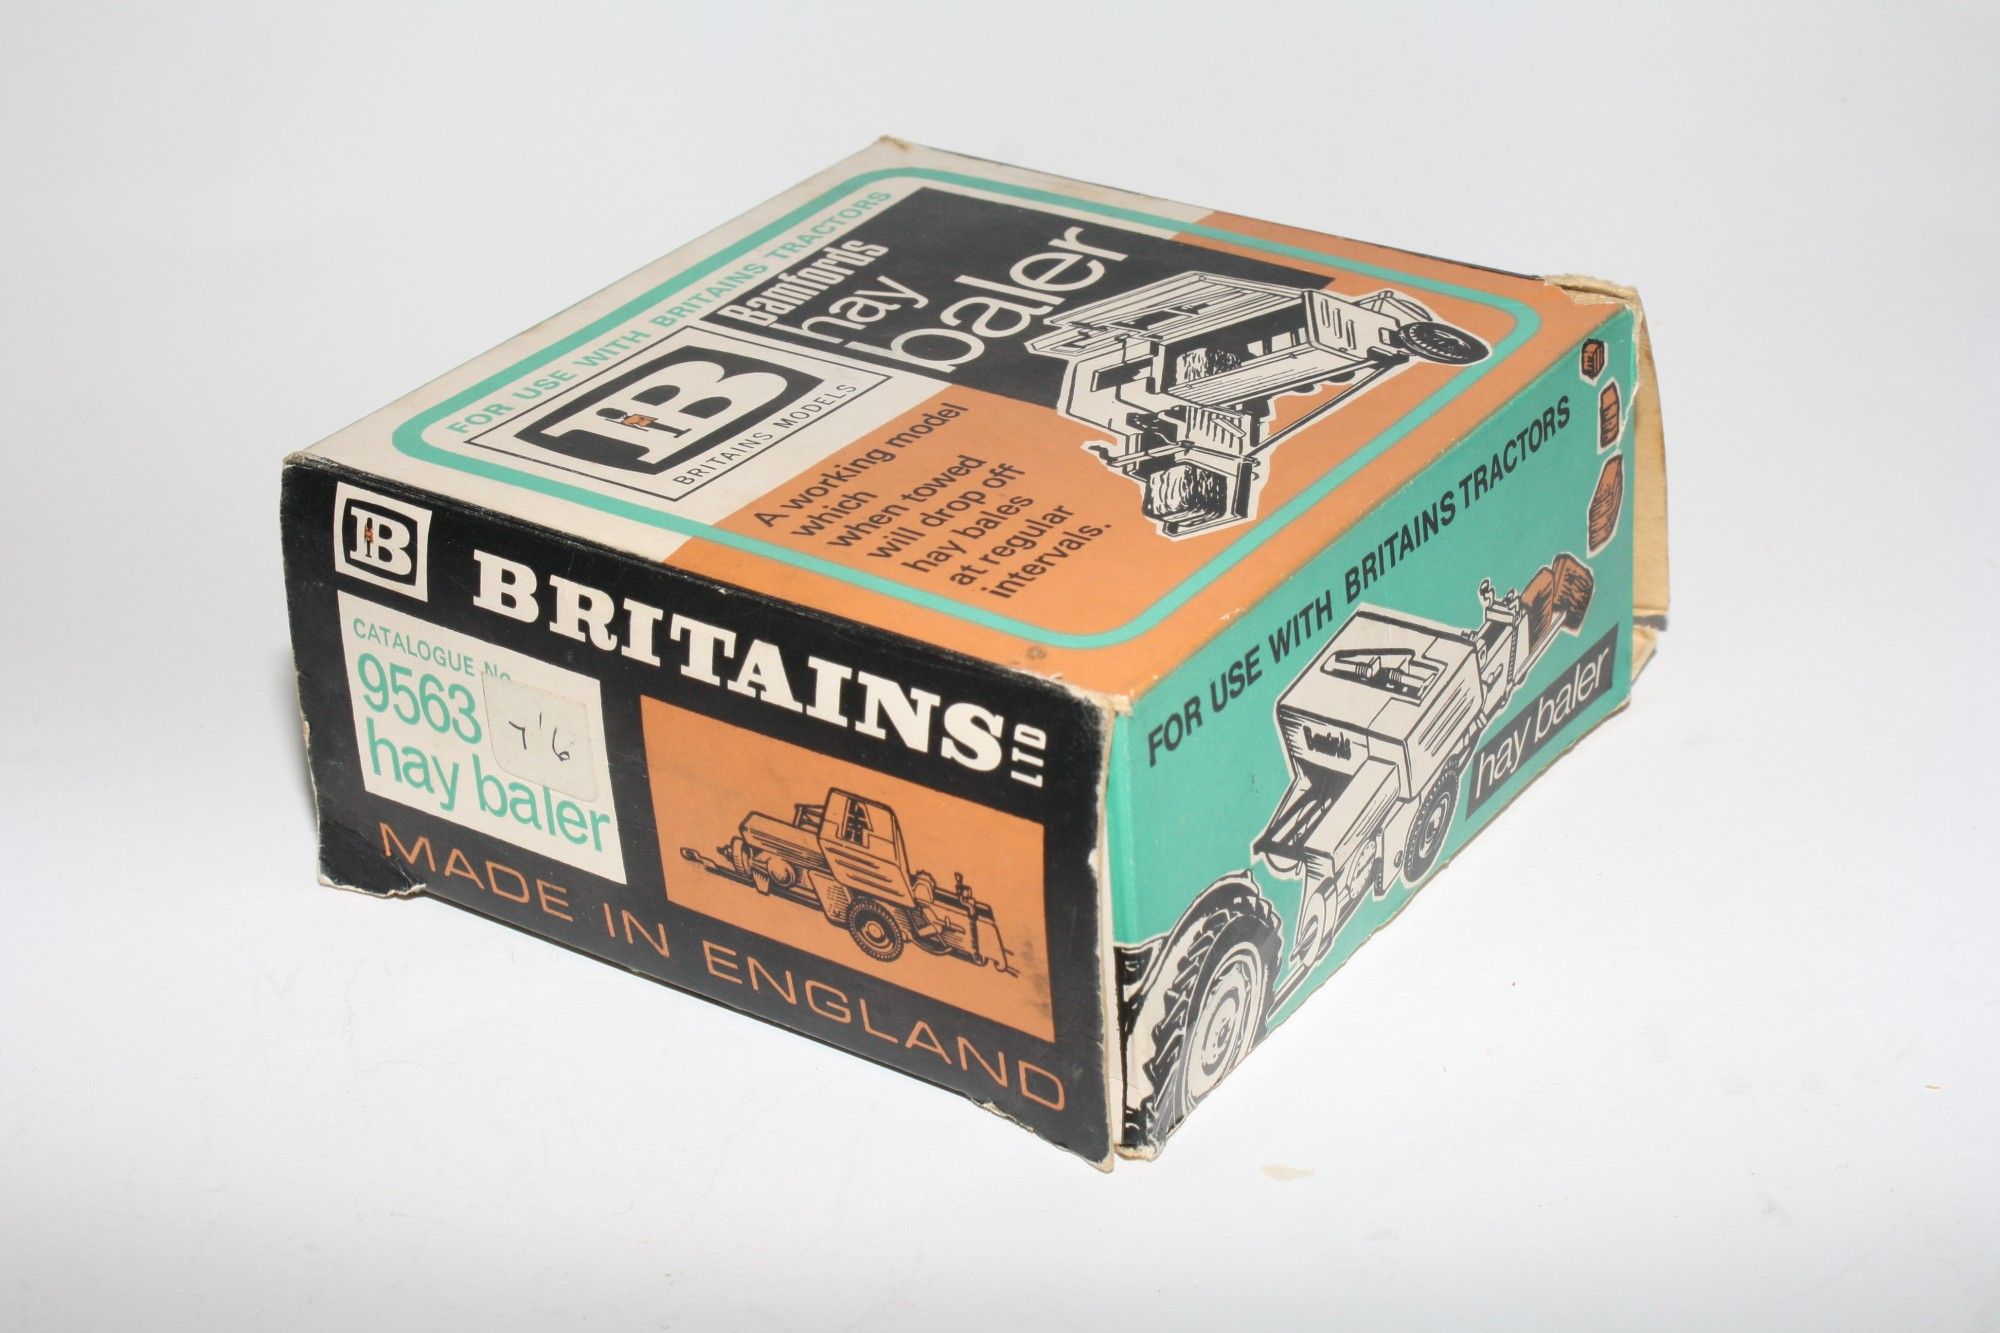 FOR USE WITH BRITAINS TRACTORS
Bamfords
hay
baler
B
BRITAINS MODELS
A working model
which
when towed
will drop off
hay bales
at regular
intervals.
B
BRITAINS LTD
CATALOGUE No
9563
7'6
hay baler
MADE IN ENGLAND
FOR USE WITH BRITAINS TRACTORS
Bamfords
hay baler